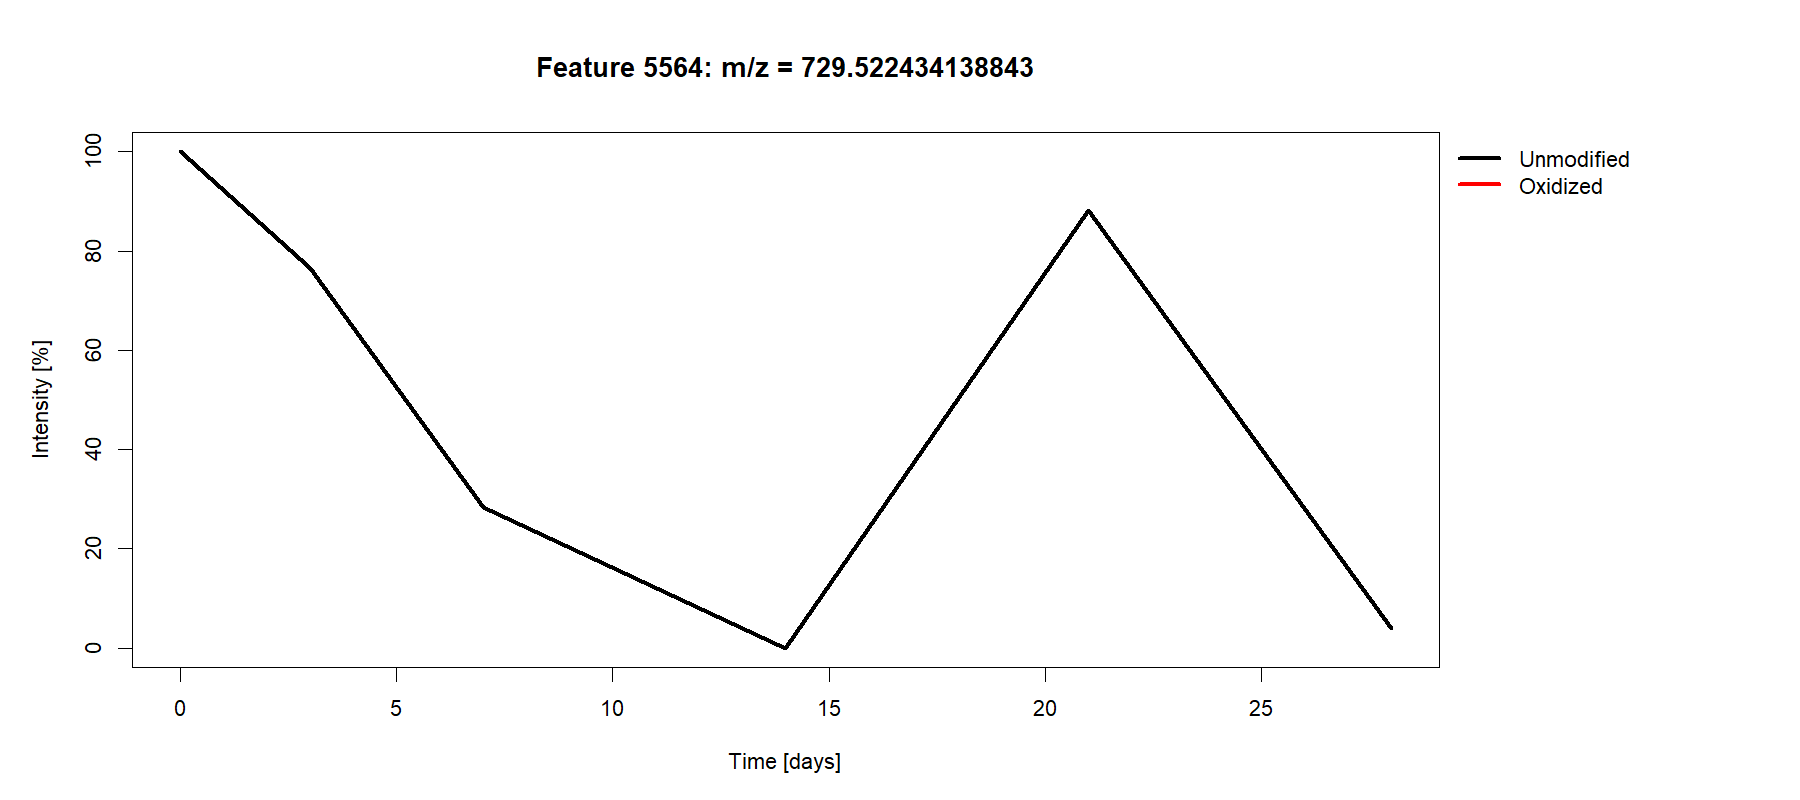 Feature 5564: m/z = 729.522434138843
Unmodified
Oxidized
Intensity [%]
100
80
60
40
20
0
0 5 10 15 20 25
Time [days]